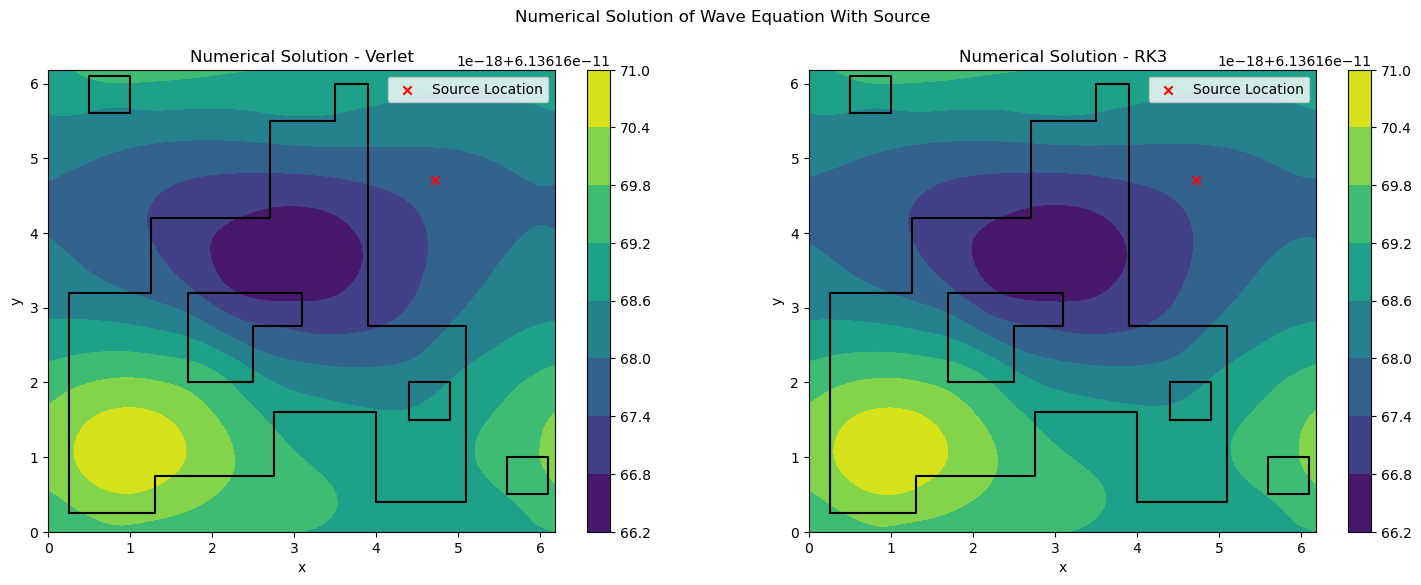 Numerical Solution of Wave Equation With Source
Numerical Solution - Verlet
1e-18+6.13616e-11
Source Location
y
6
5
4
3
2
1
0
0 1 2 3 4 5 6
x
71.0
70.4
69.8
69.2
68.6
68.0
67.4
66.8
66.2
Numerical Solution - RK3
1e-18+6.13616e-11
Source Location
y
6
5
4
3
2
1
0
0 1 2 3 4 5 6
x
71.0
70.4
69.8
69.2
68.6
68.0
67.4
66.8
66.2